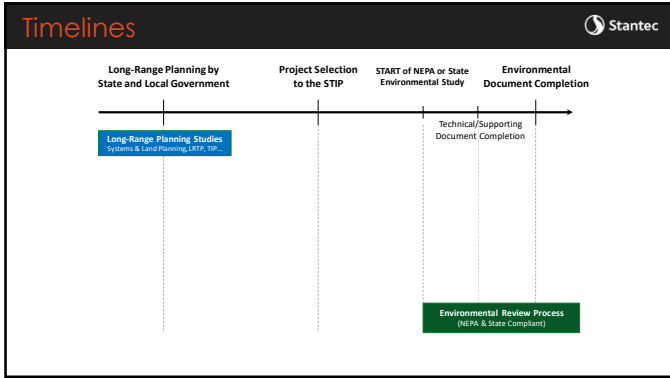 Timelines
Stantec
Long-Range Planning by
State and Local Government
Project Selection
to the STIP
START of NEPA or State
Environmental Study
Environmental
Document Completion
Technical/Supporting
Document Completion
Long-Range Planning Studies
Systems & Land Planning, LRTP, TIP...
Environmental Review Process
(NEPA & State Compliant)